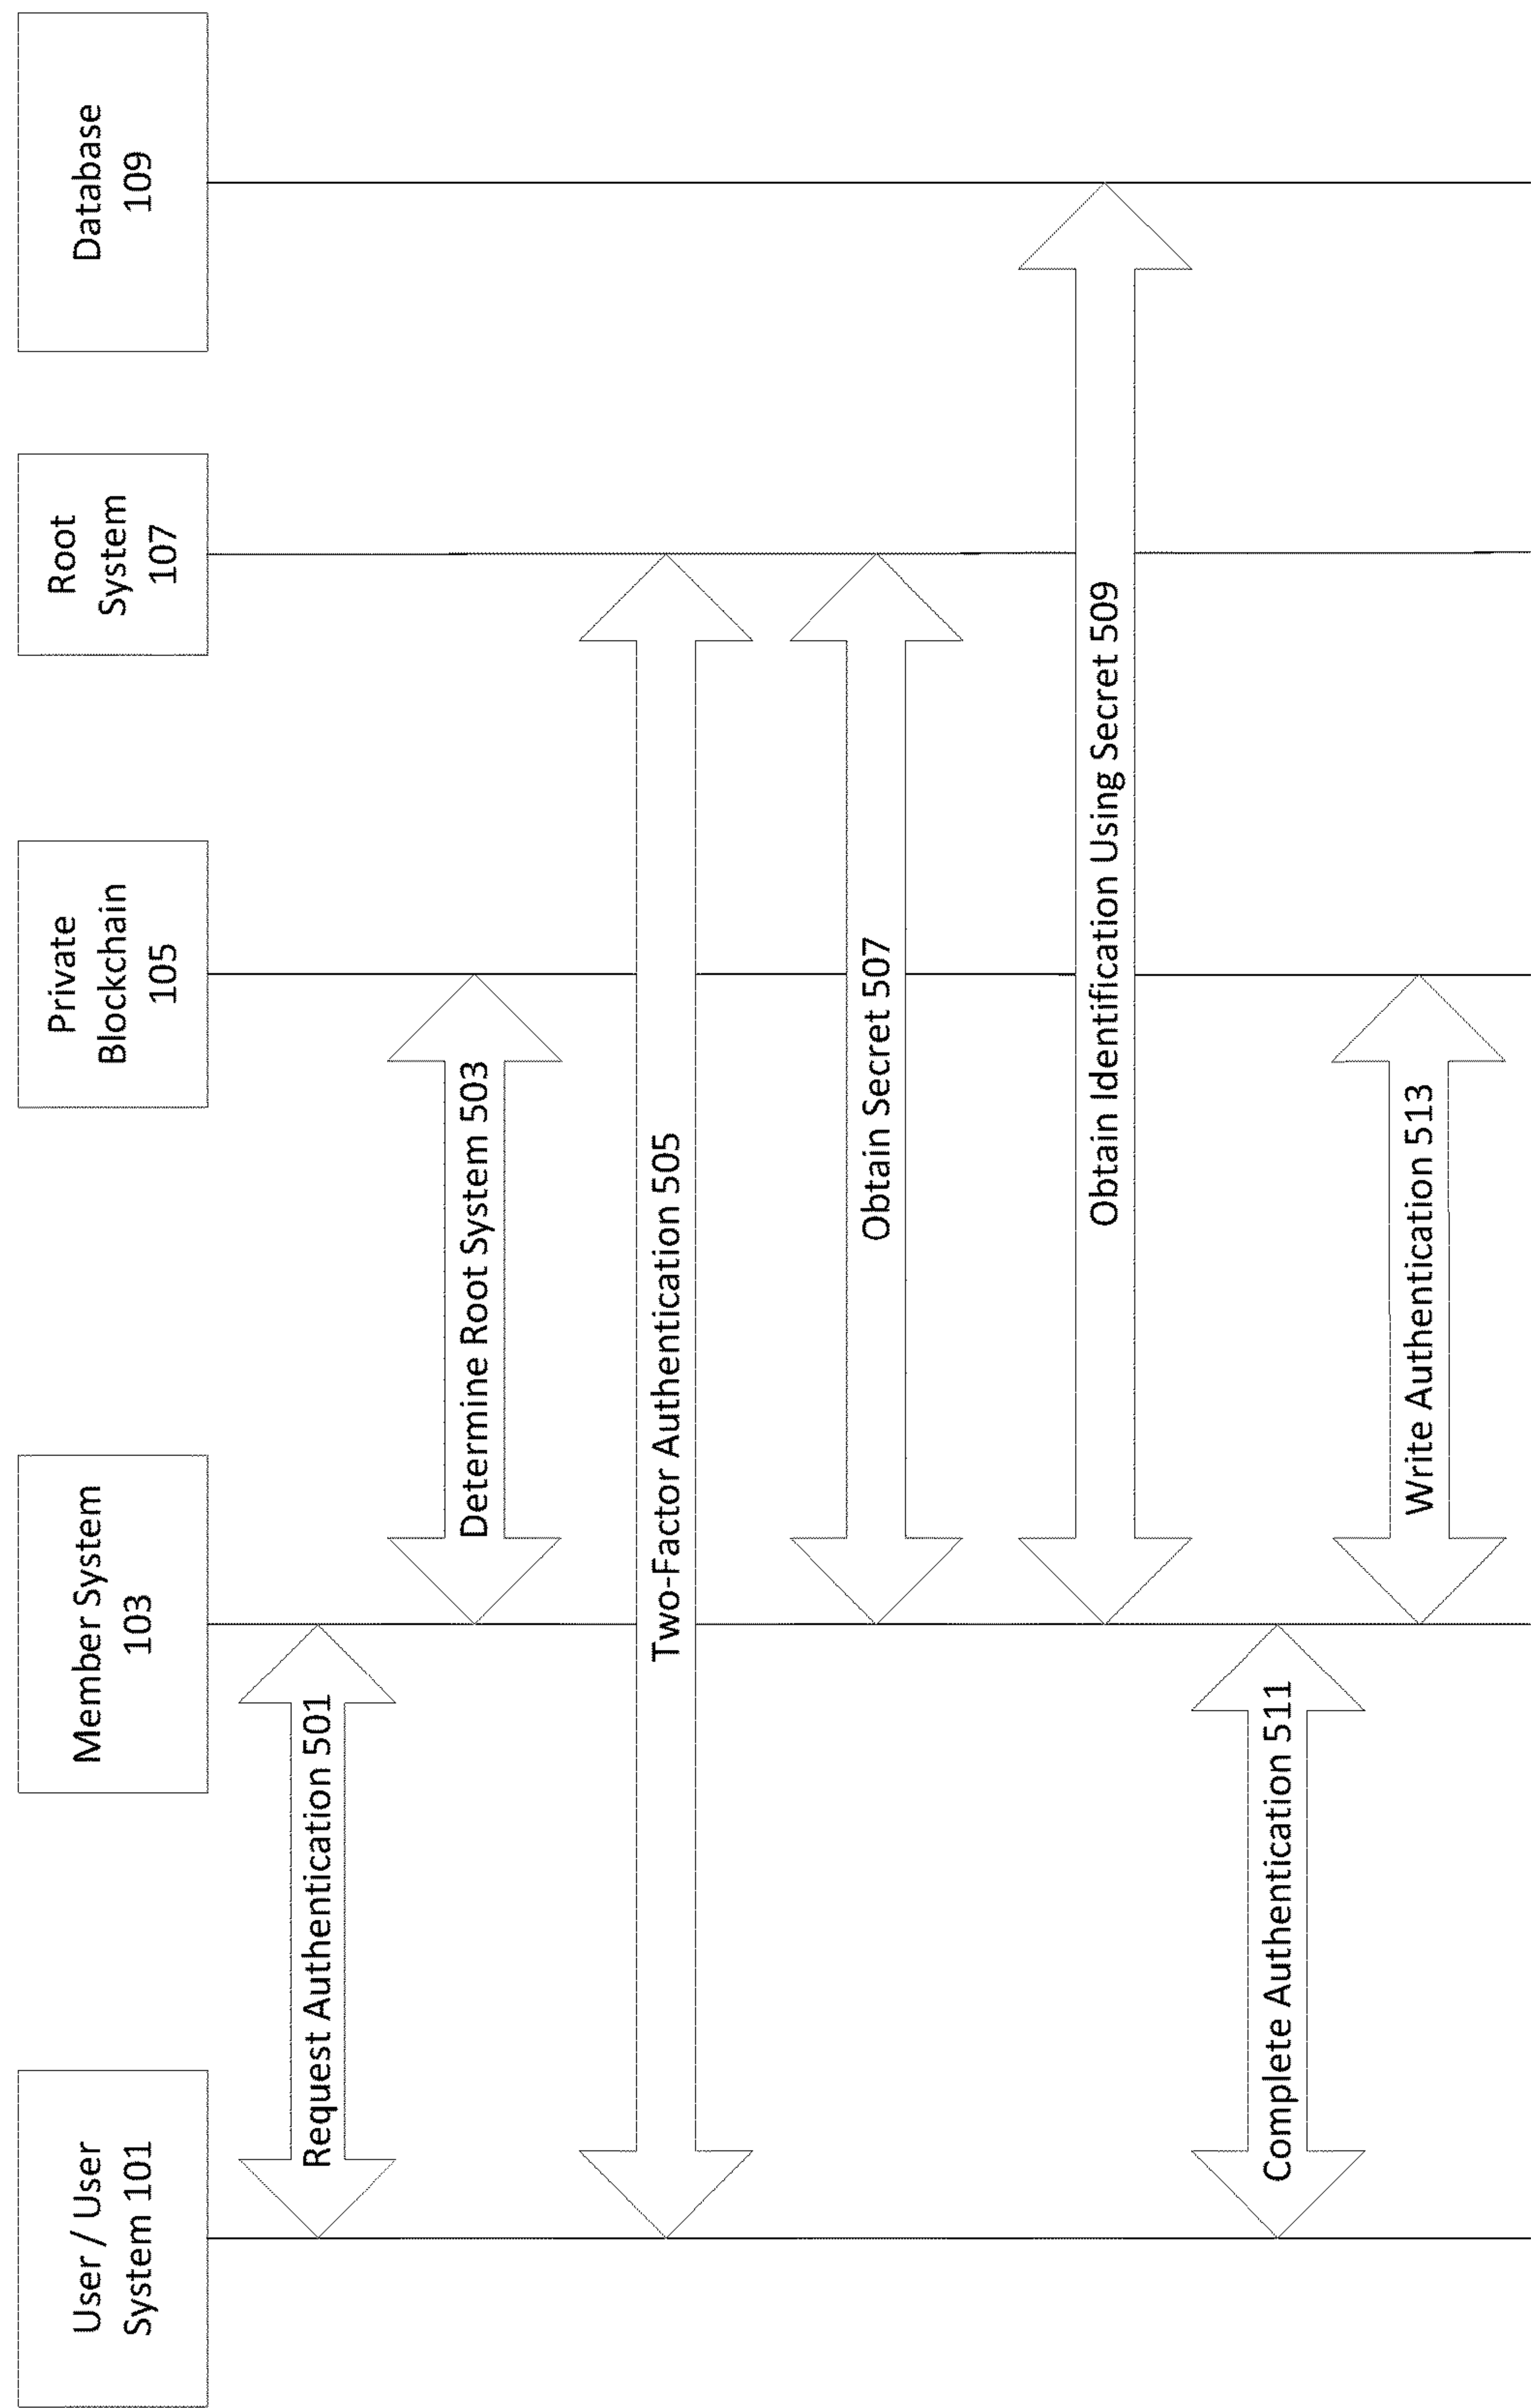 User / User
System 101
Member System
103
Private
Blockchain
105
Root
System
107
Database
109
Request Authentication 501
Determine Root System 503
Two-Factor Authentication 505
Obtain Secret 507
Obtain Identification Using Secret 509
Complete Authentication 511
Write Authentication 513